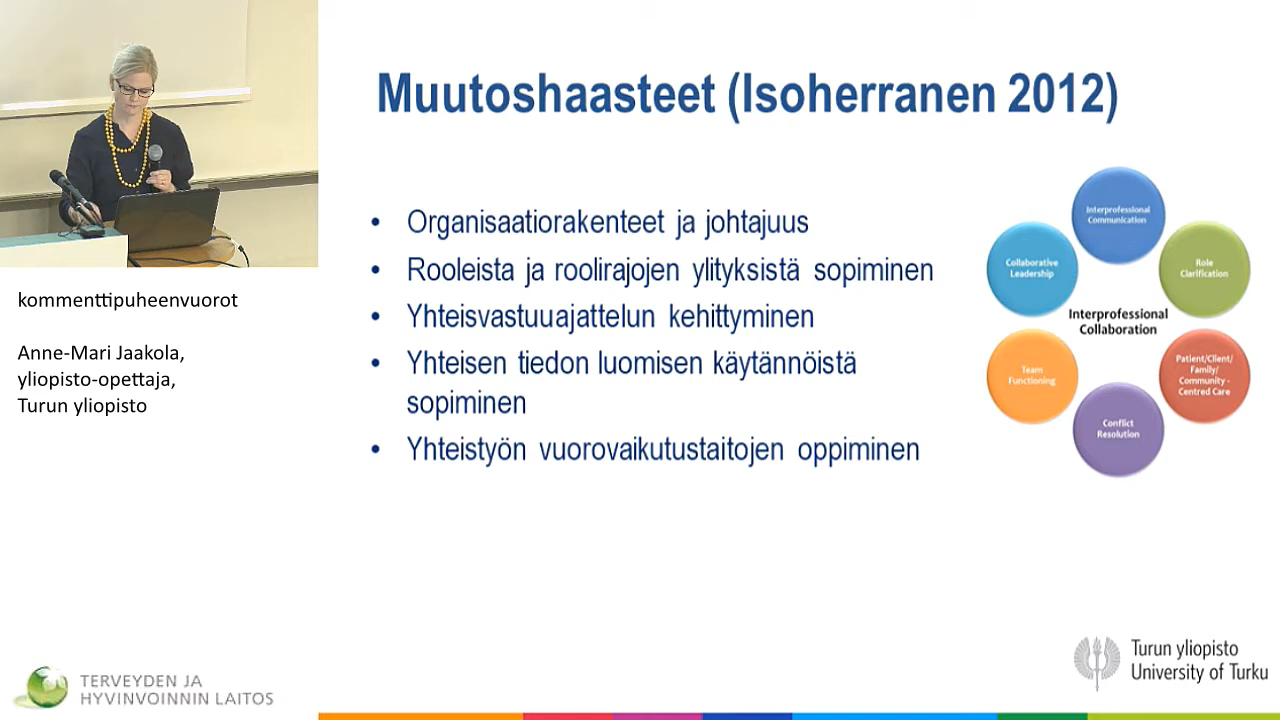 Muutoshaasteet (Isoherranen 2012)
• Organisaatiorakenteet ja johtajuus
• Rooleista ja roolirajojen ylityksistä sopiminen
• Yhteisvastuuajattelun kehittyminen
• Yhteisen tiedon luomisen käytännöistä
sopiminen
• Yhteistyön vuorovaikutustaitojen oppiminen
Interprofessional
Communication
Collaborative
Leadership
Role
Clarification
Interprofessional
Collaboration
Team
Functioning
Patient/Client/
Family/
Community -
Centred Care
Conflict
Resolution
kommenttipuheenvuorot
Anne-Mari Jaakola,
yliopisto-opettaja,
Turun yliopisto
TERVEYDEN JA
HYVINVOINNIN LAITOS
Turun yliopisto
University of Turku